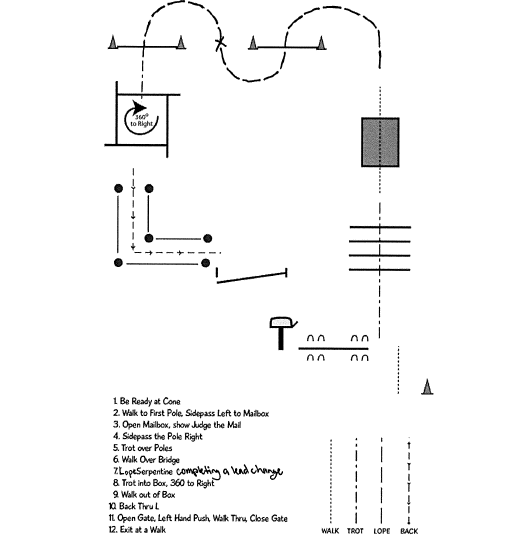 360°
to Right
1. Be Ready at Cone
2. Walk to First Pole, Sidepass Left to Mailbox
3. Open Mailbox, show Judge the Mail
4. Sidepass the Pole Right
5. Trot over Poles
6. Walk Over Bridge
7. Lope Serpentine completing a lead change
8. Trot into Box, 360 to Right
9. Walk out of Box
10. Back Thru L
11. Open Gate, Left Hand Push, Walk Thru, Close Gate
12. Exit at a Walk
WALK TROT LOPE BACK